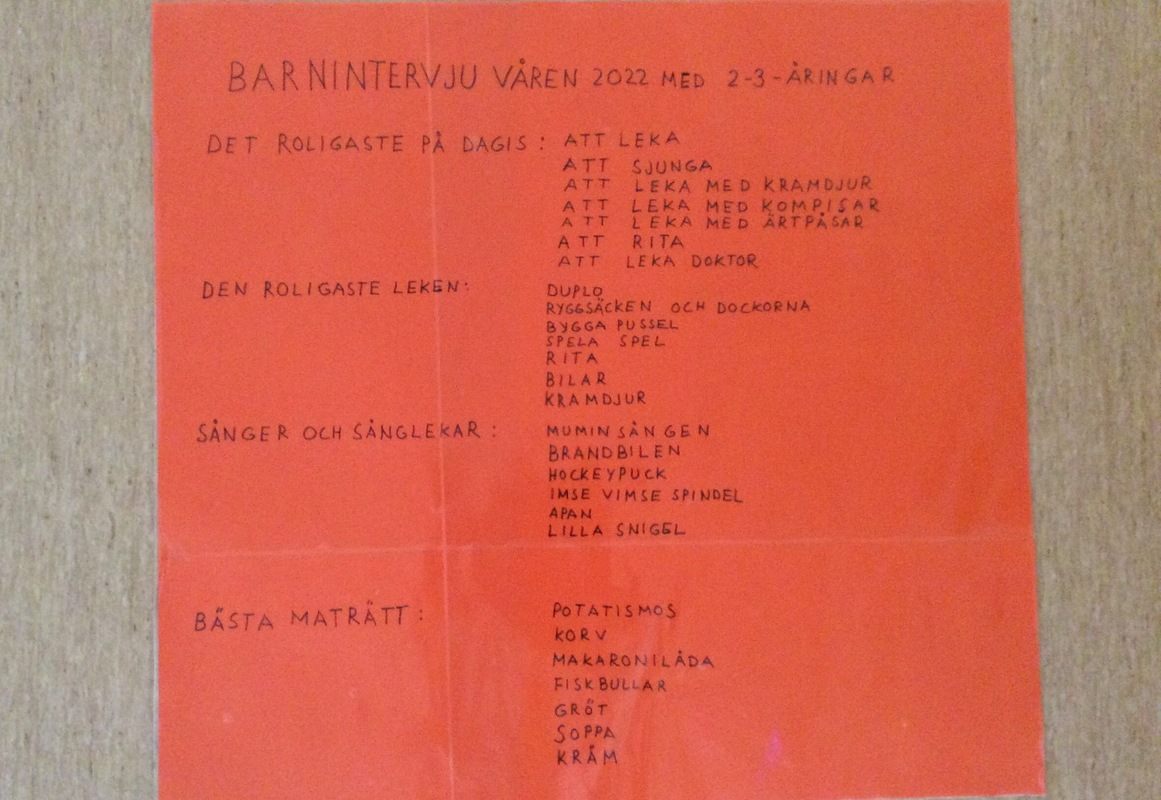 BARNINTERVJU VÅREN 2022 MED 2-3-ÅRINGAR
DET ROLIGASTE PÅ DAGIS: ATT LEKA
ATT SJUNGA
ATT LEKA MED KRAMDJUR
ATT LEKA MED KOMPISAR
ATT LEKA MED ÄRTPÅSAR
ATT RITA
ATT LEKA DOKTOR
DEN ROLIGASTE LEKEN: DUPLO
RYGGSÄCKEN OCH DOCKORNA
BYGGA PUSSEL
SPELA SPEL
RITA
BILAR
KRAMDJUR
SÅNGER OCH SÅNGLEKAR: MUMINSÅNGEN
BRANDBILEN
HOCKEYPUCK
IMSE VIMSE SPINDEL
APAN
LILLA SNIGEL
BÄSTA MATRÄTT: POTATISMOS
KORV
MAKARONILÅDA
FISKBULLAR
GRÖT
SOPPA
KRÄM